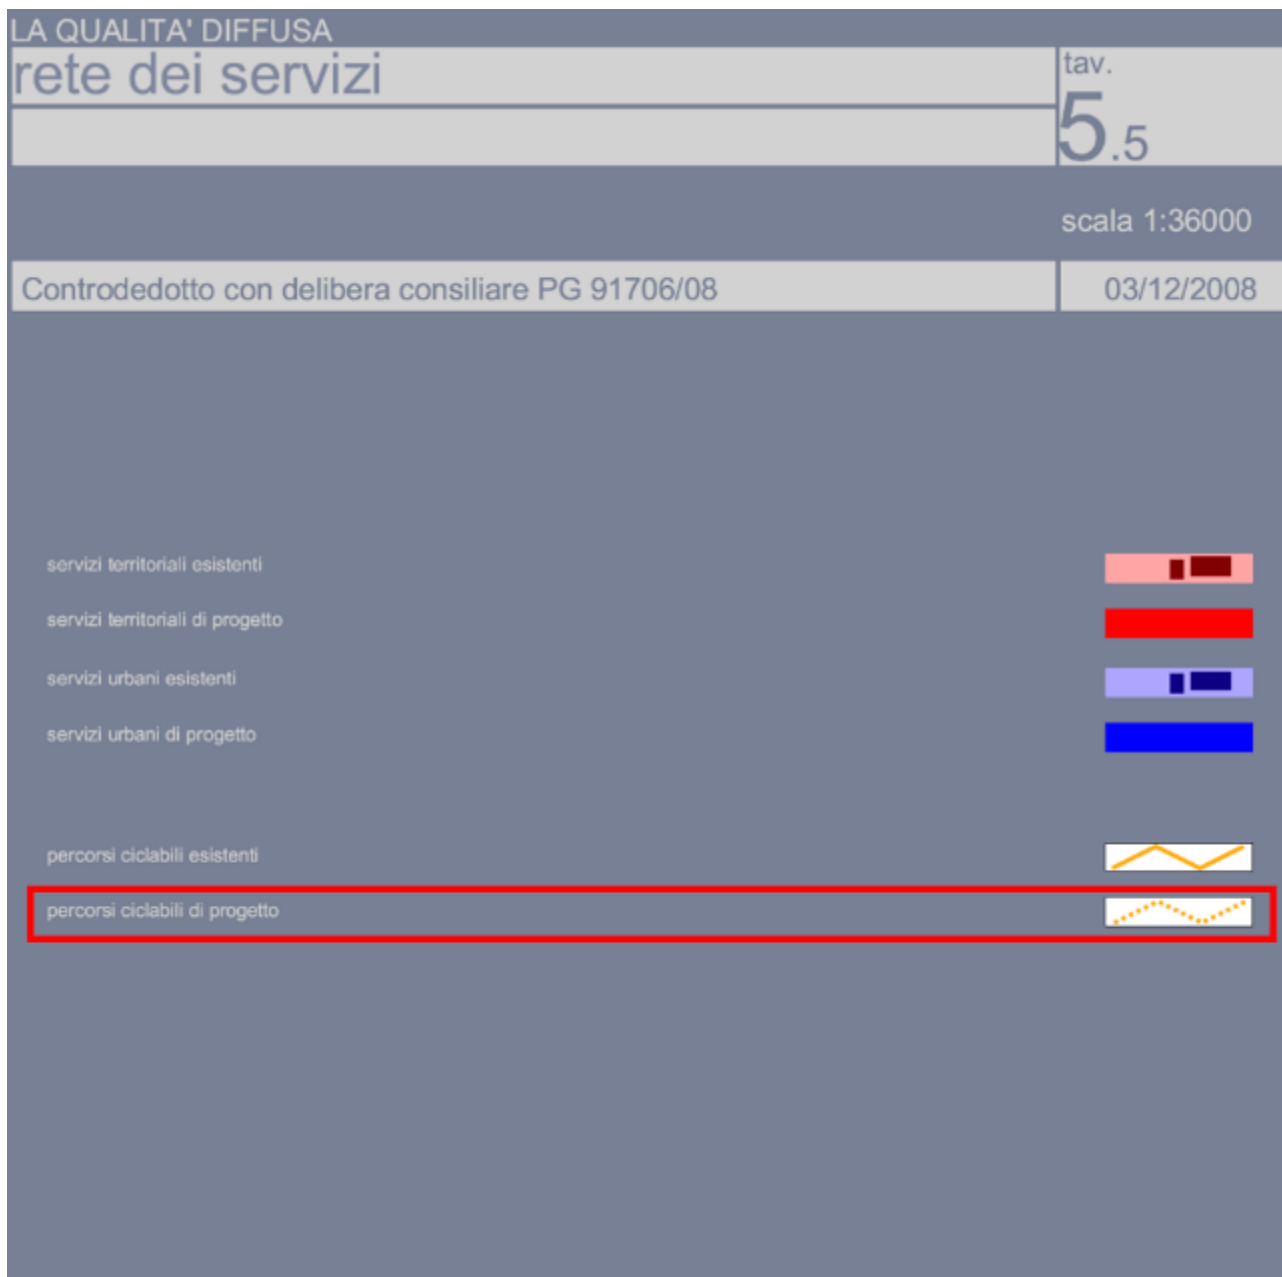 LA QUALITA' DIFFUSA
rete dei servizi
tav.
5.5
scala 1:36000
Controdedotto con delibera consiliare PG 91706/08
03/12/2008
servizi territoriali esistenti
servizi territoriali di progetto
servizi urbani esistenti
servizi urbani di progetto
percorsi ciclabili esistenti
percorsi ciclabili di progetto